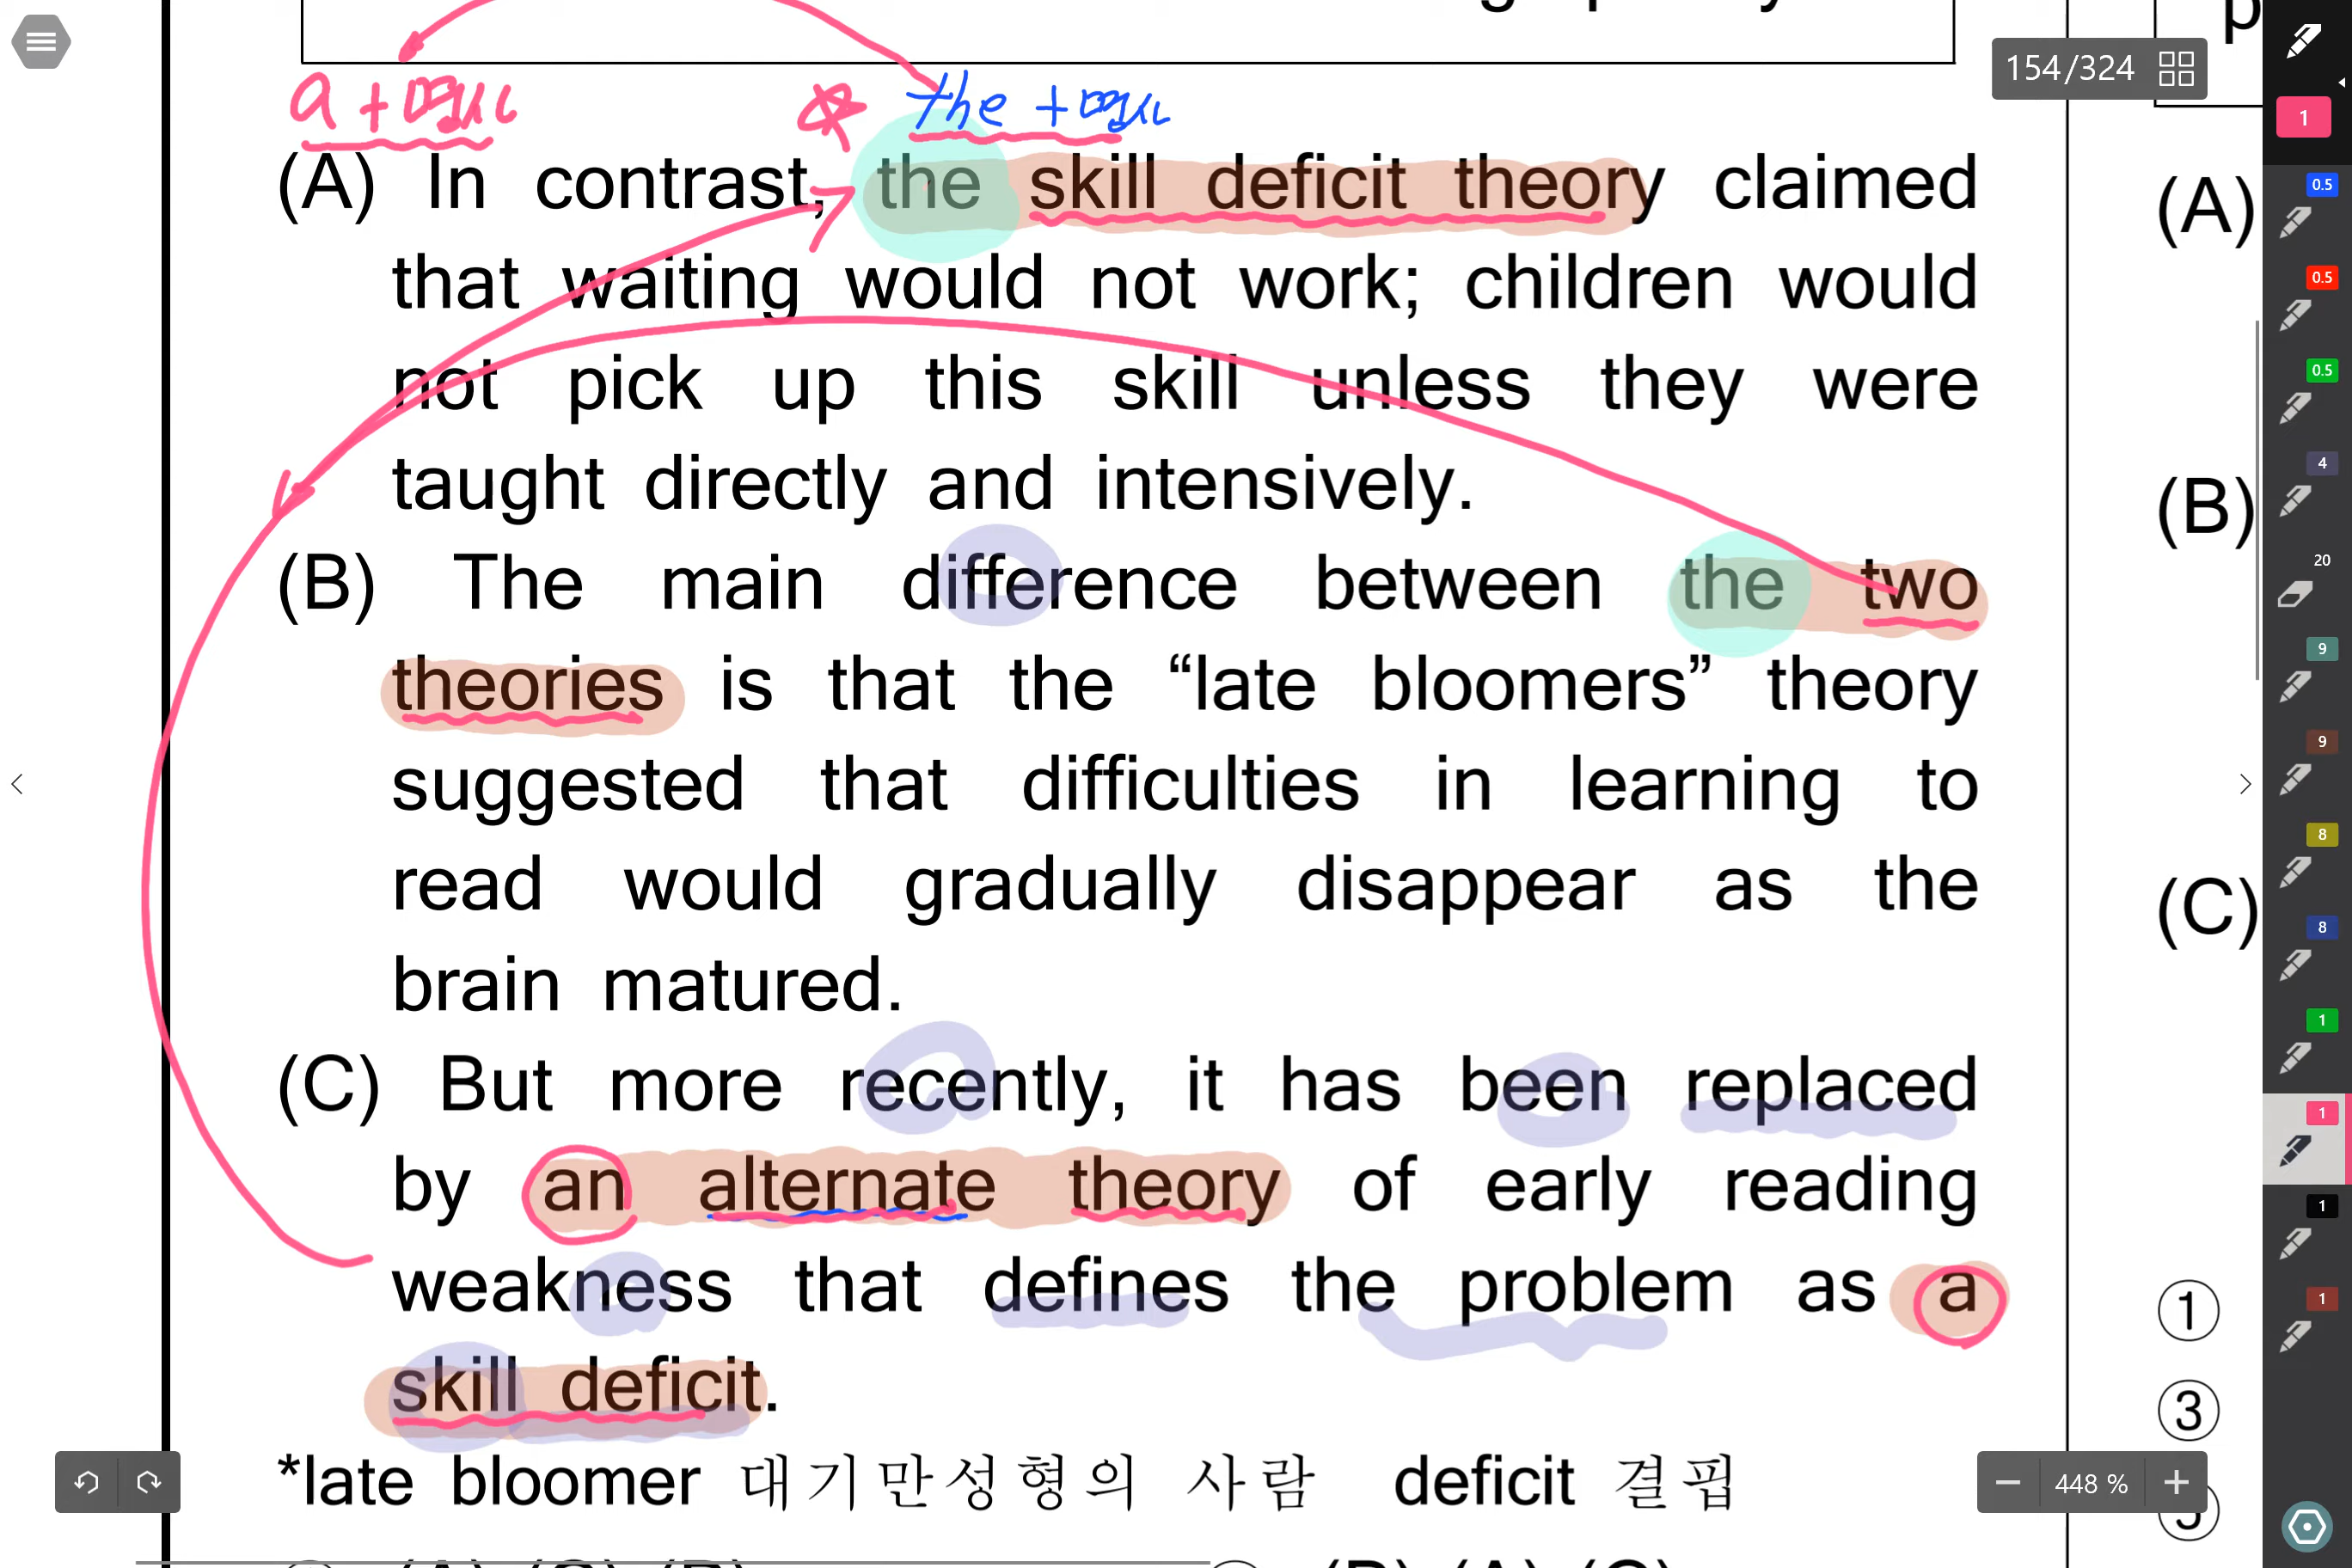 154/324
a + 명사
the + 명사
(A) In contrast, the skill deficit theory claimed
that waiting would not work; children would
not pick up this skill unless they were
taught directly and intensively.
(B) The main difference between the two
theories is that the “late bloomers” theory
suggested that difficulties in learning to
read would gradually disappear as the
brain matured.
(C) But more recently, it has been replaced
by an alternate theory of early reading
weakness that defines the problem as a
skill deficit.
*late bloomer 대기만성형의 사람 deficit 결핍
(A)
(B)
(C)
①
③
448 %
1
0.5
0.5
0.5
4
20
9
9
8
8
1
1
1
1